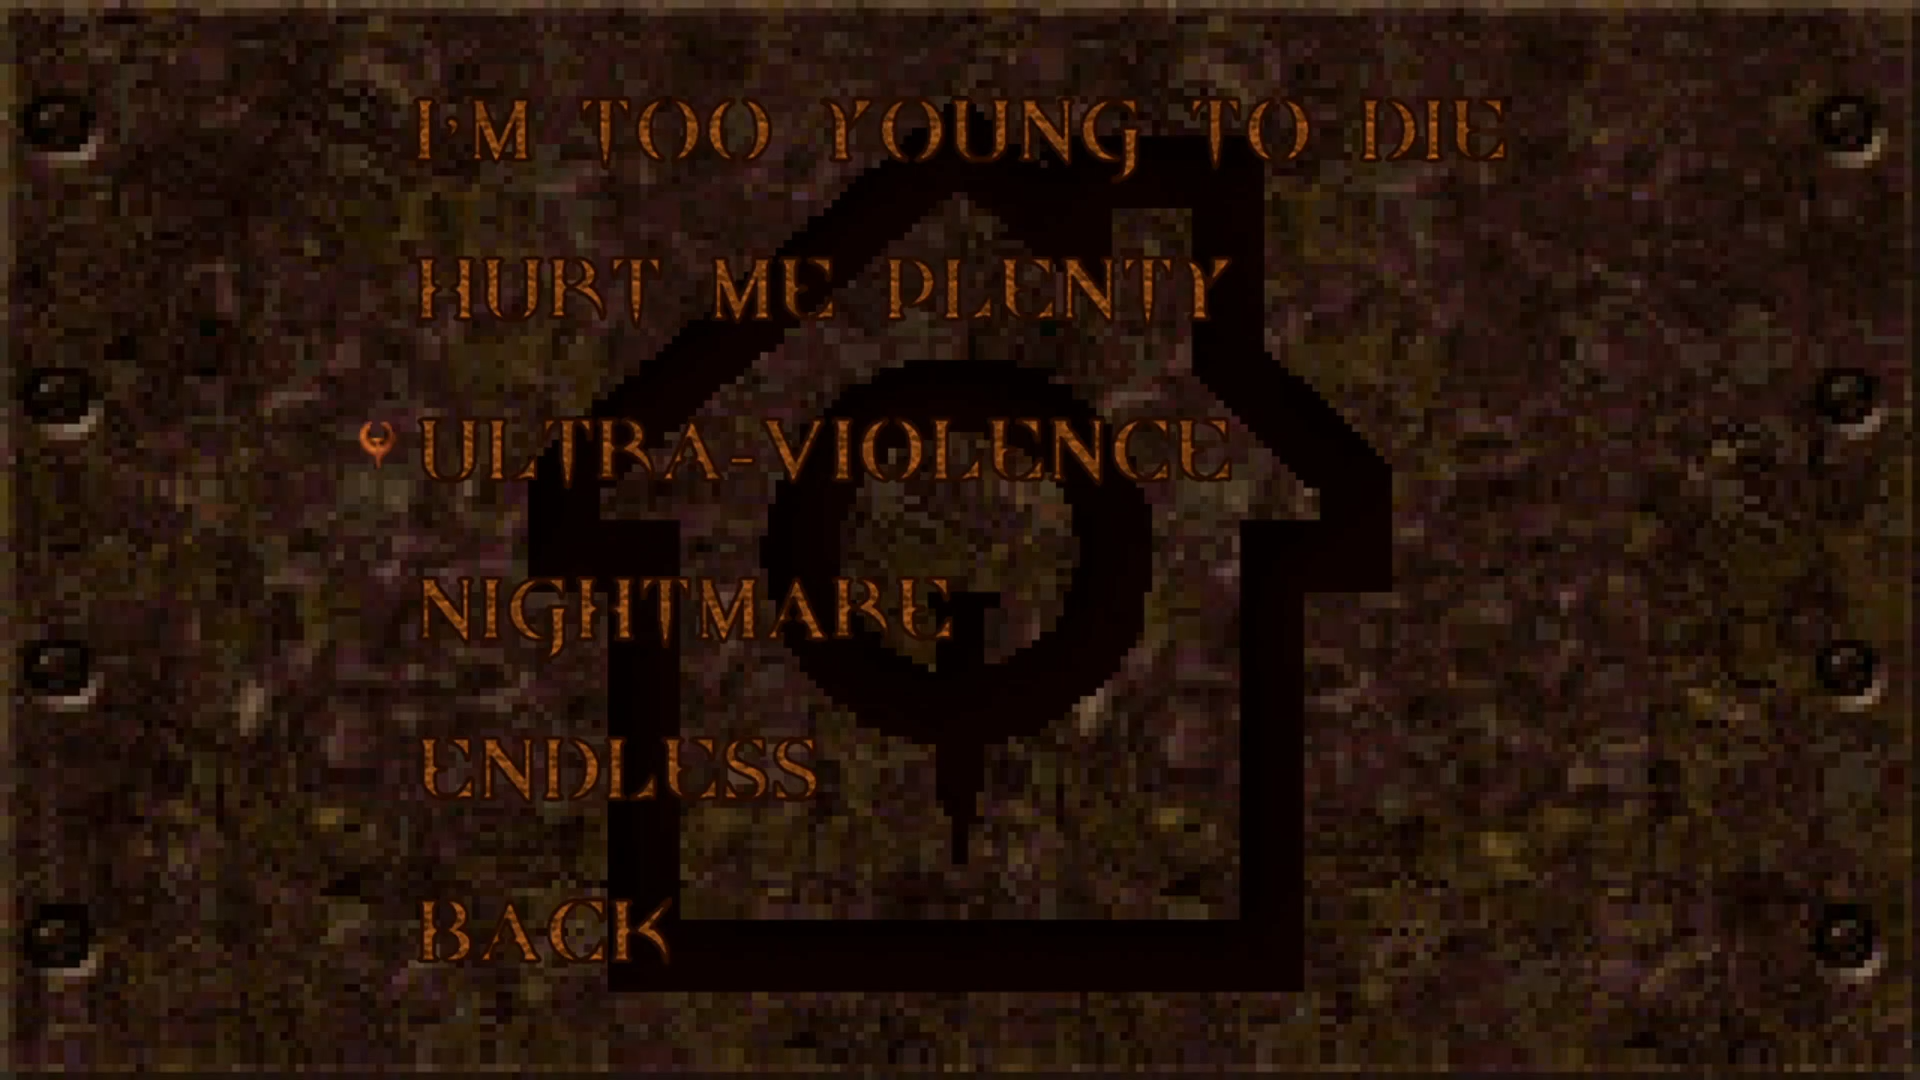 I'M TOO YOUNG TO DIE
HURT ME PLENTY
ULTRA-VIOLENCE
NIGHTMARE
ENDLESS
BACK